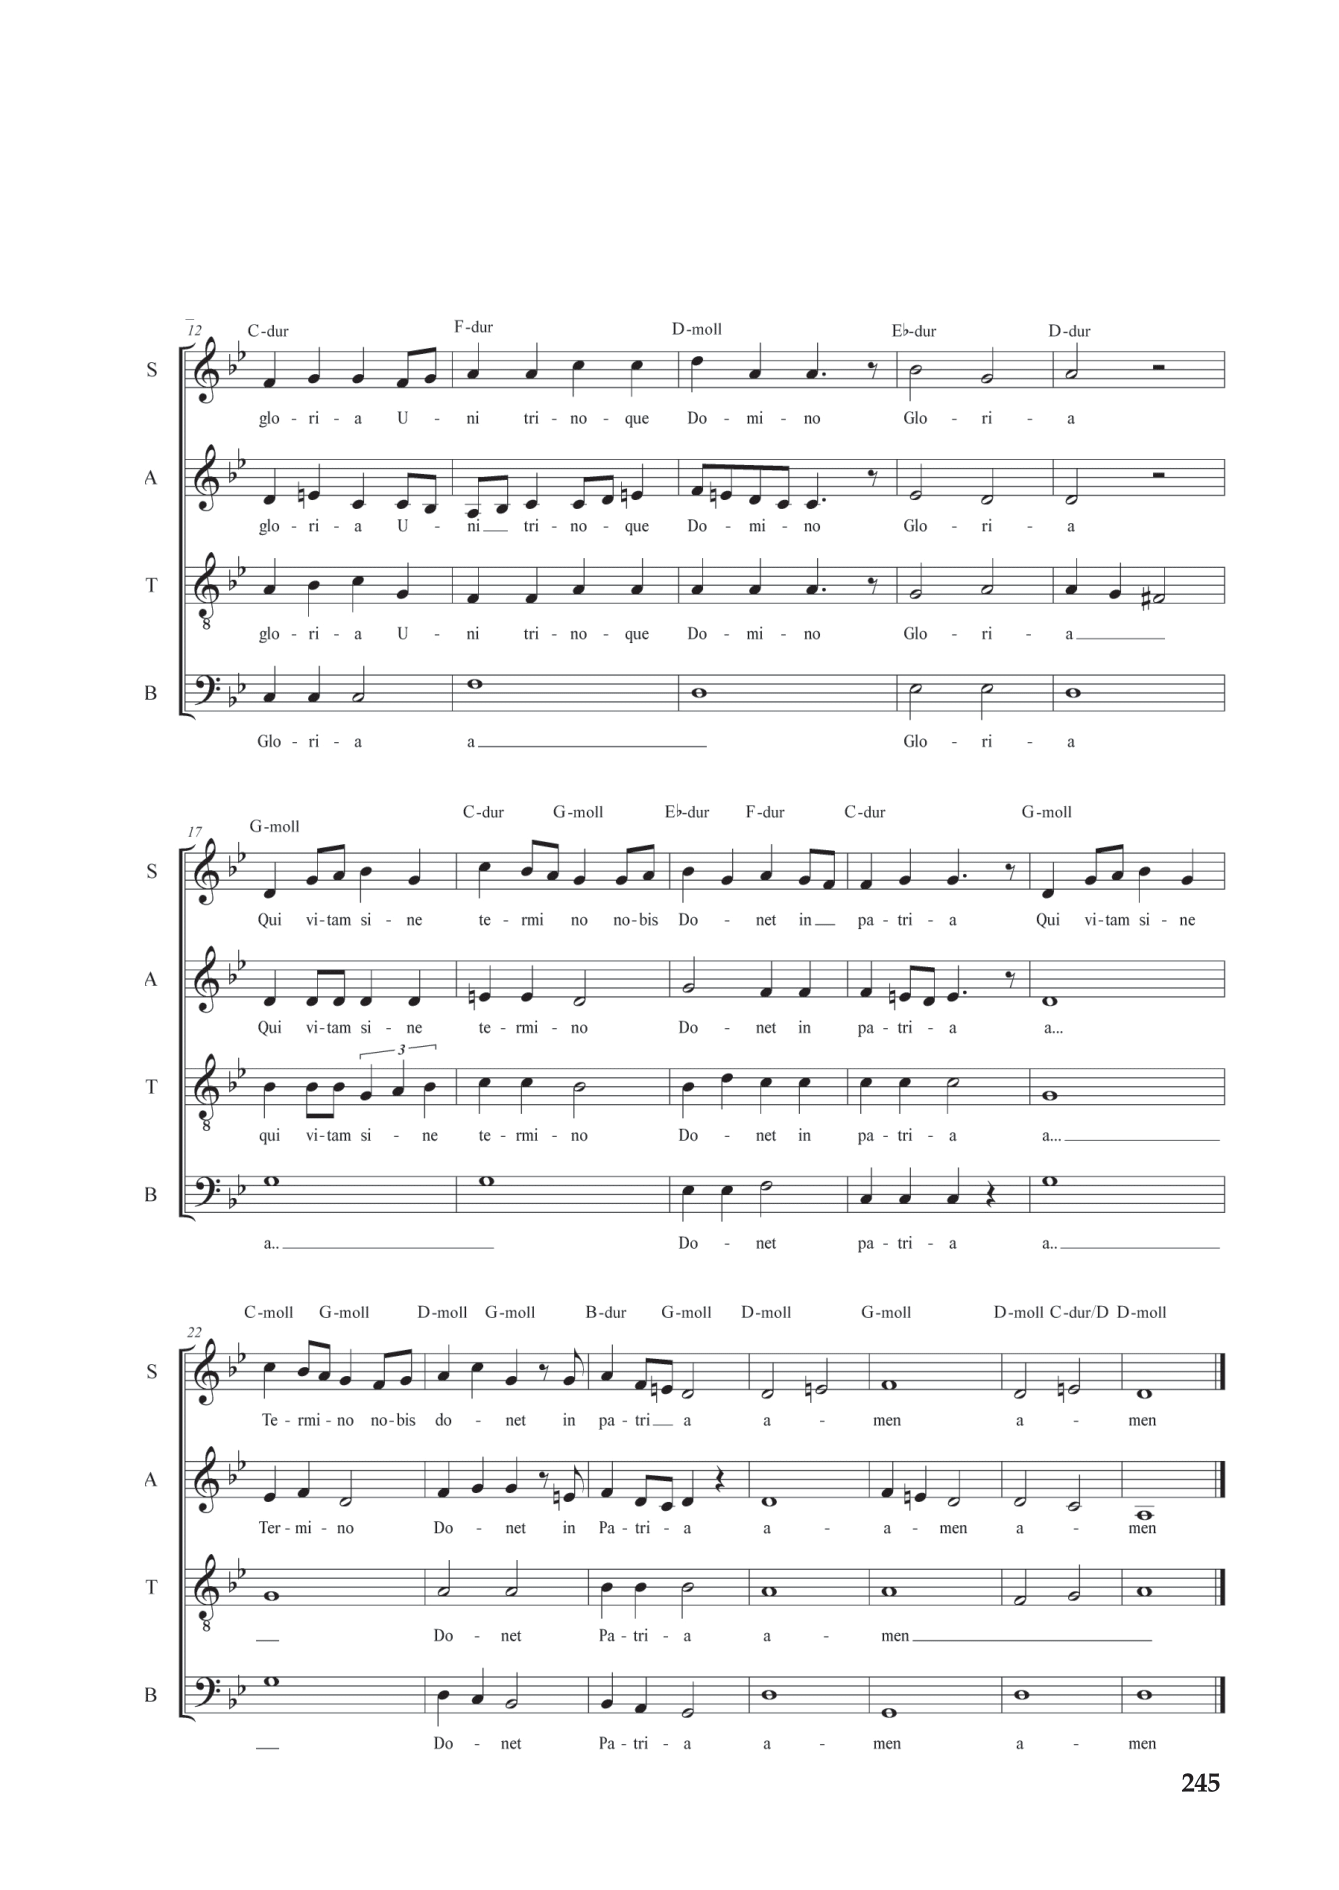 12 C-dur F-dur D-moll E♭-dur D-dur
S
glo - ri - a U - ni tri - no - que Do - mi - no Glo - ri - a
A
glo - ri - a U - ni tri - no - que Do - mi - no Glo - ri - a
T
8
glo - ri - a U - ni tri - no - que Do - mi - no Glo - ri - a
B
Glo - ri - a a Glo - ri - a
17 G-moll C-dur G-moll E♭-dur F-dur C-dur G-moll
S
Qui vi-tam si - ne te - rmi no no-bis Do - net in pa-tri - a Qui vi-tam si - ne
A
Qui vi-tam si - ne te - rmi - no Do - net in pa - tri - a a...
3
T
8
qui vi-tam si - ne te - rmi - no Do - net in pa - tri - a a...
B
a.. Do - net pa - tri - a a..
22 C-moll G-moll D-moll G-moll B-dur G-moll D-moll G-moll D-moll C-dur/D D-moll
S
Te - rmi - no no-bis do - net in pa - tri a a - men a - men
A
Ter - mi - no Do - net in Pa - tri - a a - a - men a - men
T
8
Do - net Pa - tri - a a - men
B
Do - net Pa - tri - a a - men a - men
245